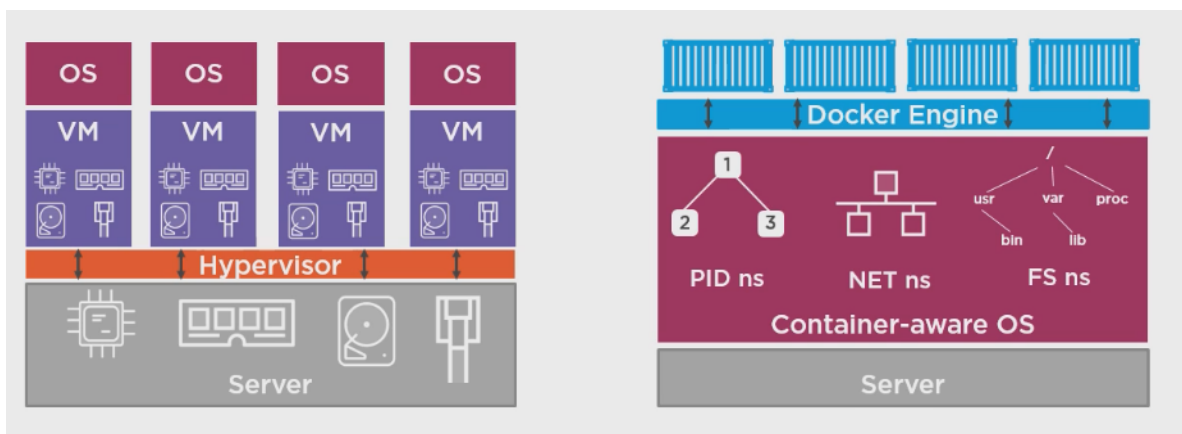 OS
OS
OS
OS
VM
VM
VM
VM
Hypervisor
Server
Docker Engine
1
2
3
PID ns
NET ns
/
usr
var
proc
bin
lib
FS ns
Container-aware OS
Server